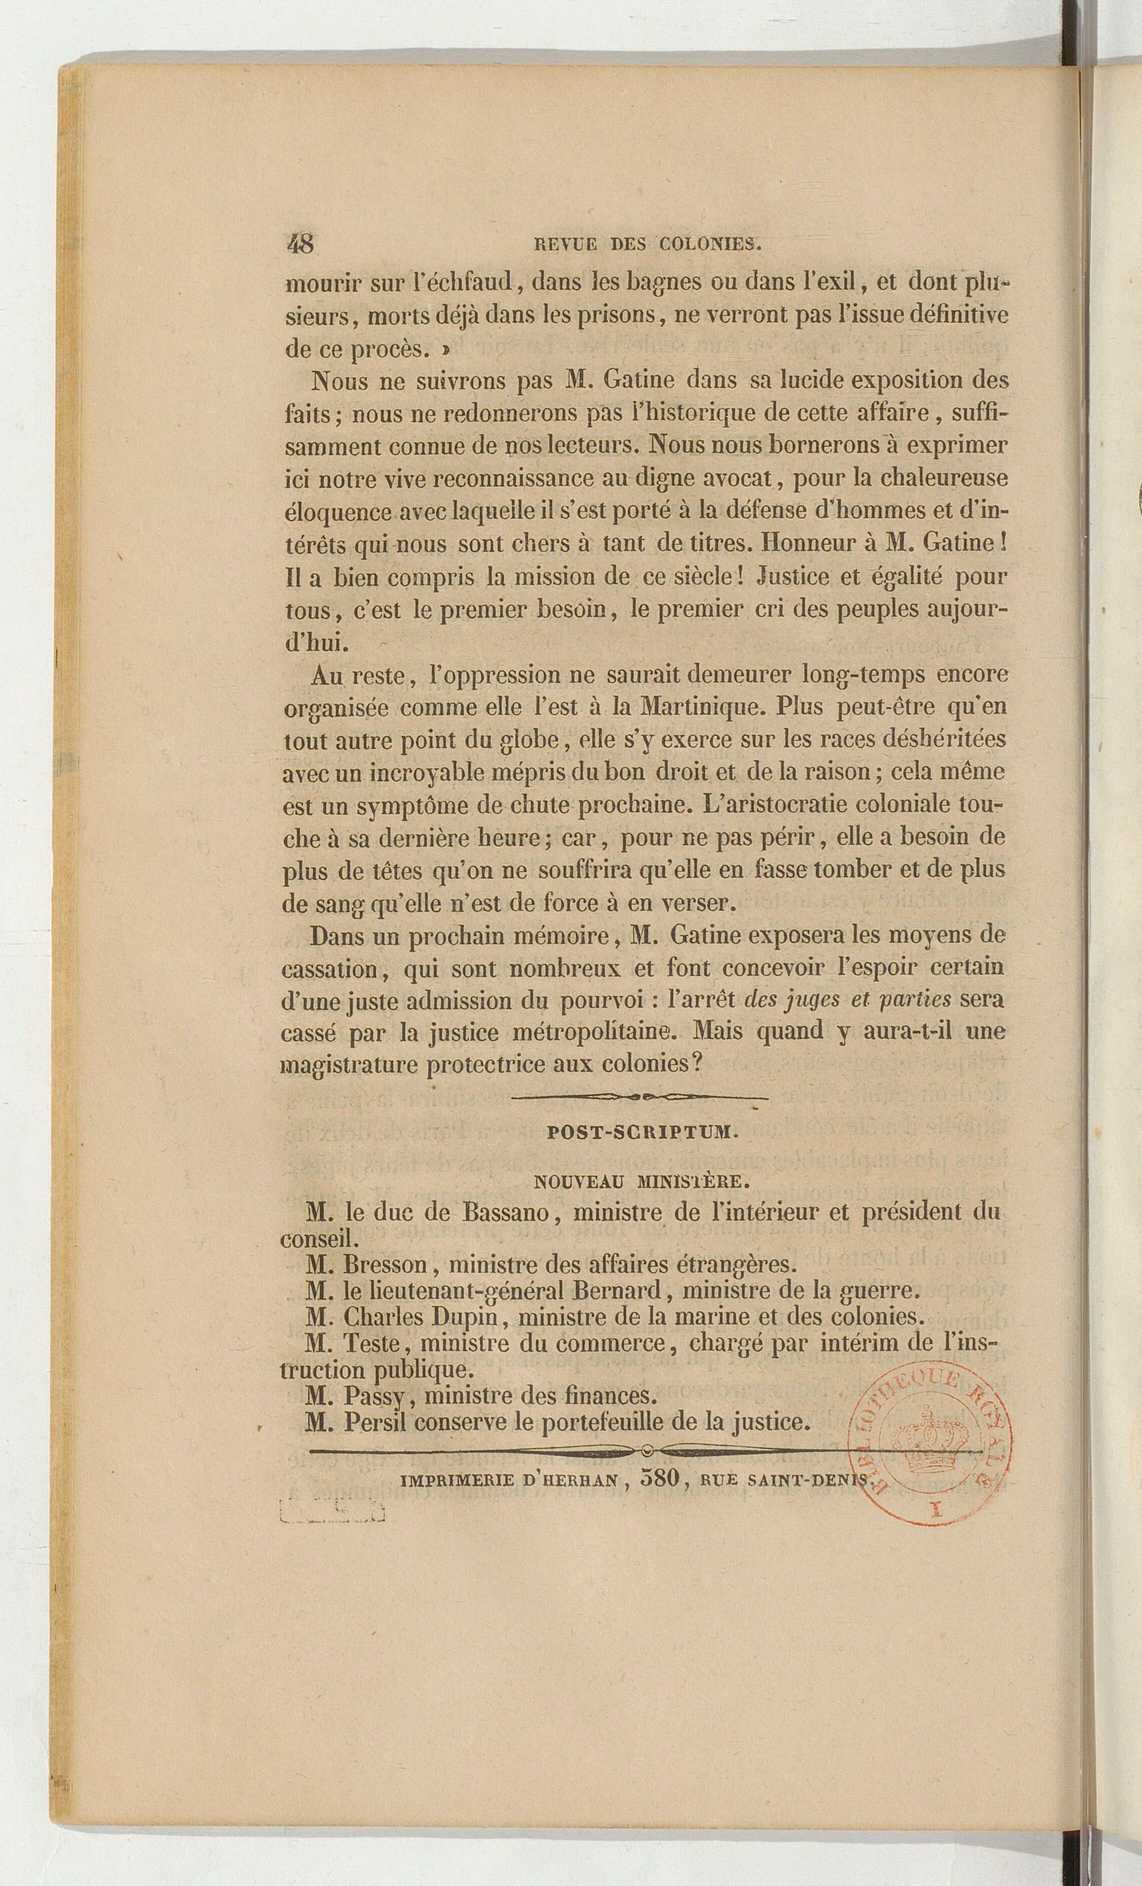 48 REVUE DES COLONIES.
mourir sur l'échfaud, dans les bagnes ou dans l'exil, et dont plu-
sieurs, morts déjà dans les prisons, ne verront pas l'issue définitive
de ce procès. »
Nous ne suivrons pas M. Gatine dans sa lucide exposition des
faits; nous ne redonnerons pas l'historique de cette affaire, suffi-
samment connue de nos lecteurs. Nous nous bornerons à exprimer
ici notre vive reconnaissance au digne avocat, pour la chaleureuse
éloquence avec laquelle il s'est porté à la défense d'hommes et d'in-
térêts qui nous sont chers à tant de titres. Honneur à M. Gatine!
Il a bien compris la mission de ce siècle! Justice et égalité pour
tous, c'est le premier besoin, le premier cri des peuples aujour-
d'hui.
Au reste, l'oppression ne saurait demeurer long-temps encore
organisée comme elle l'est à la Martinique. Plus peut-être qu'en
tout autre point du globe, elle s'y exerce sur les races déshéritées
avec un incroyable mépris du bon droit et de la raison; cela même
est un symptôme de chute prochaine. L'aristocratie coloniale tou-
che à sa dernière heure; car, pour ne pas périr, elle a besoin de
plus de têtes qu'on ne souffrira qu'elle en fasse tomber et de plus
de sang qu'elle n'est de force à en verser.
Dans un prochain mémoire, M. Gatine exposera les moyens de
cassation, qui sont nombreux et font concevoir l'espoir certain
d'une juste admission du pourvoi : l'arrêt des juges et parties sera
cassé par la justice métropolitaine. Mais quand y aura-t-il une
magistrature protectrice aux colonies?
POST-SCRIPTUM.
NOUVEAU MINISTÈRE.
M. le duc de Bassano, ministre de l'intérieur et président du
conseil.
M. Bresson, ministre des affaires étrangères.
M. le lieutenant-général Bernard, ministre de la guerre.
M. Charles Dupin, ministre de la marine et des colonies.
M. Teste, ministre du commerce, chargé par intérim de l'ins-
truction publique.
M. Passy, ministre des finances.
M. Persil conserve le portefeuille de la justice.
IMPRIMERIE D'HERHAN, 380, RUE SAINT-DENIS.
BIBLIOTHEQUE ROYALE
I